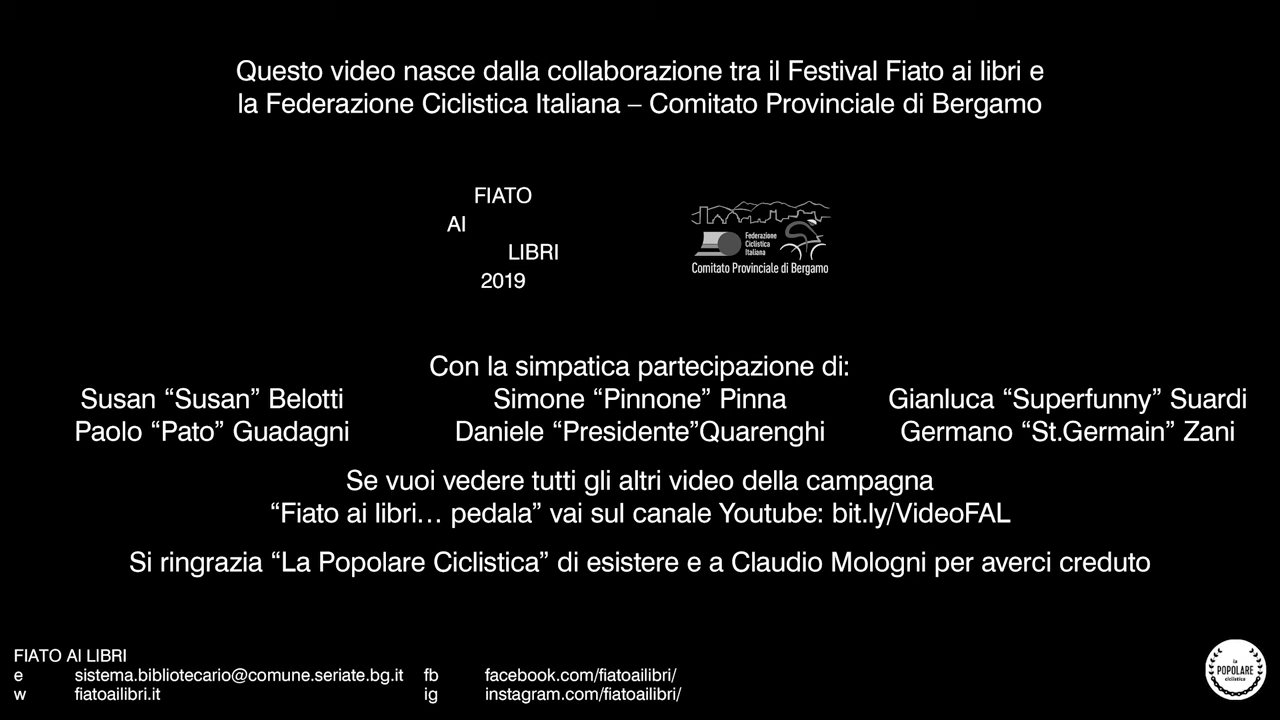 Questo video nasce dalla collaborazione tra il Festival Fiato ai libri e
la Federazione Ciclistica Italiana – Comitato Provinciale di Bergamo
FIATO
AI
LIBRI
2019
Federazione
Ciclistica
Italiana
Comitato Provinciale di Bergamo
Con la simpatica partecipazione di:
Susan “Susan” Belotti
Simone “Pinnone” Pinna
Gianluca “Superfunny” Suardi
Paolo “Pato” Guadagni
Daniele “Presidente”Quarenghi
Germano “St.Germain” Zani
Se vuoi vedere tutti gli altri video della campagna
“Fiato ai libri… pedala” vai sul canale Youtube: bit.ly/VideoFAL
Si ringrazia “La Popolare Ciclistica” di esistere e a Claudio Mologni per averci creduto
FIATO AI LIBRI
e sistema.bibliotecario@comune.seriate.bg.it fb facebook.com/fiatoailibri/
w fiatoailibri.it ig instagram.com/fiatoailibri/
la
POPOLARE
ciclistica